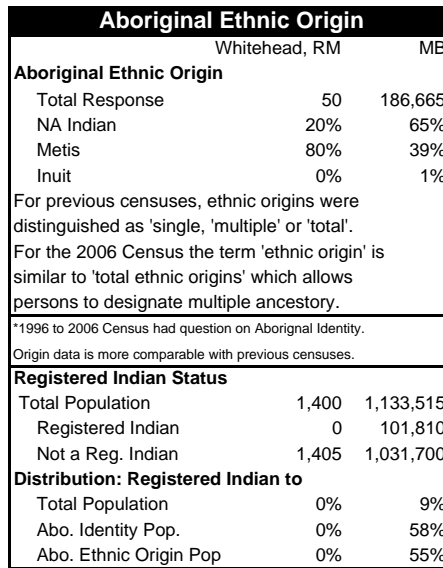 Aboriginal Ethnic Origin
Whitehead, RM MB
Aboriginal Ethnic Origin
Total Response 50 186,665
NA Indian 20% 65%
Metis 80% 39%
Inuit 0% 1%
For previous censuses, ethnic origins were
distinguished as 'single, 'multiple' or 'total'.
For the 2006 Census the term 'ethnic origin' is
similar to 'total ethnic origins' which allows
persons to designate multiple ancestory.
*1996 to 2006 Census had question on Aborignal Identity.
Origin data is more comparable with previous censuses.
Registered Indian Status
Total Population 1,400 1,133,515
Registered Indian 0 101,810
Not a Reg. Indian 1,405 1,031,700
Distribution: Registered Indian to
Total Population 0% 9%
Abo. Identity Pop. 0% 58%
Abo. Ethnic Origin Pop 0% 55%